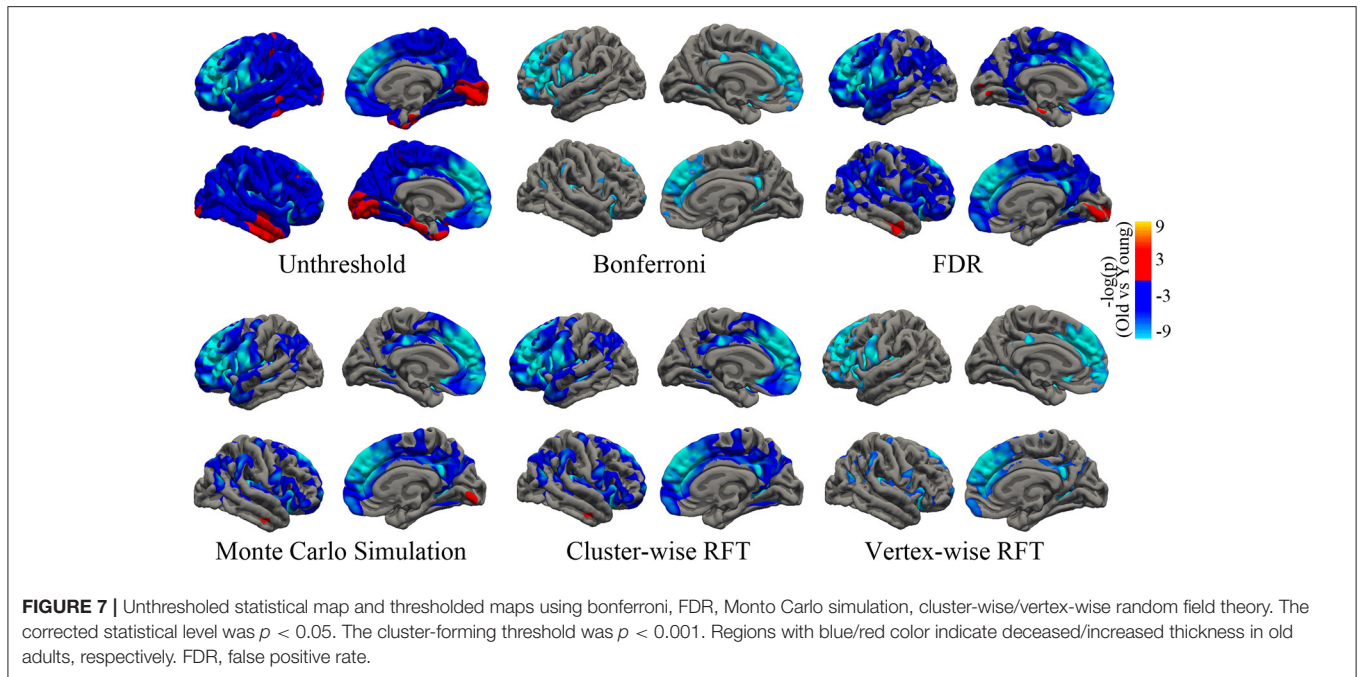 Unthreshold
Bonferroni
FDR
9
3
-3
-9
-log(p)
(Old vs Young)
Monte Carlo Simulation
Cluster-wise RFT
Vertex-wise RFT
FIGURE 7 | Unthresholed statistical map and thresholded maps using bonferroni, FDR, Monto Carlo simulation, cluster-wise/vertex-wise random field theory. The
corrected statistical level was p < 0.05. The cluster-forming threshold was p < 0.001. Regions with blue/red color indicate deceased/increased thickness in old
adults, respectively. FDR, false positive rate.